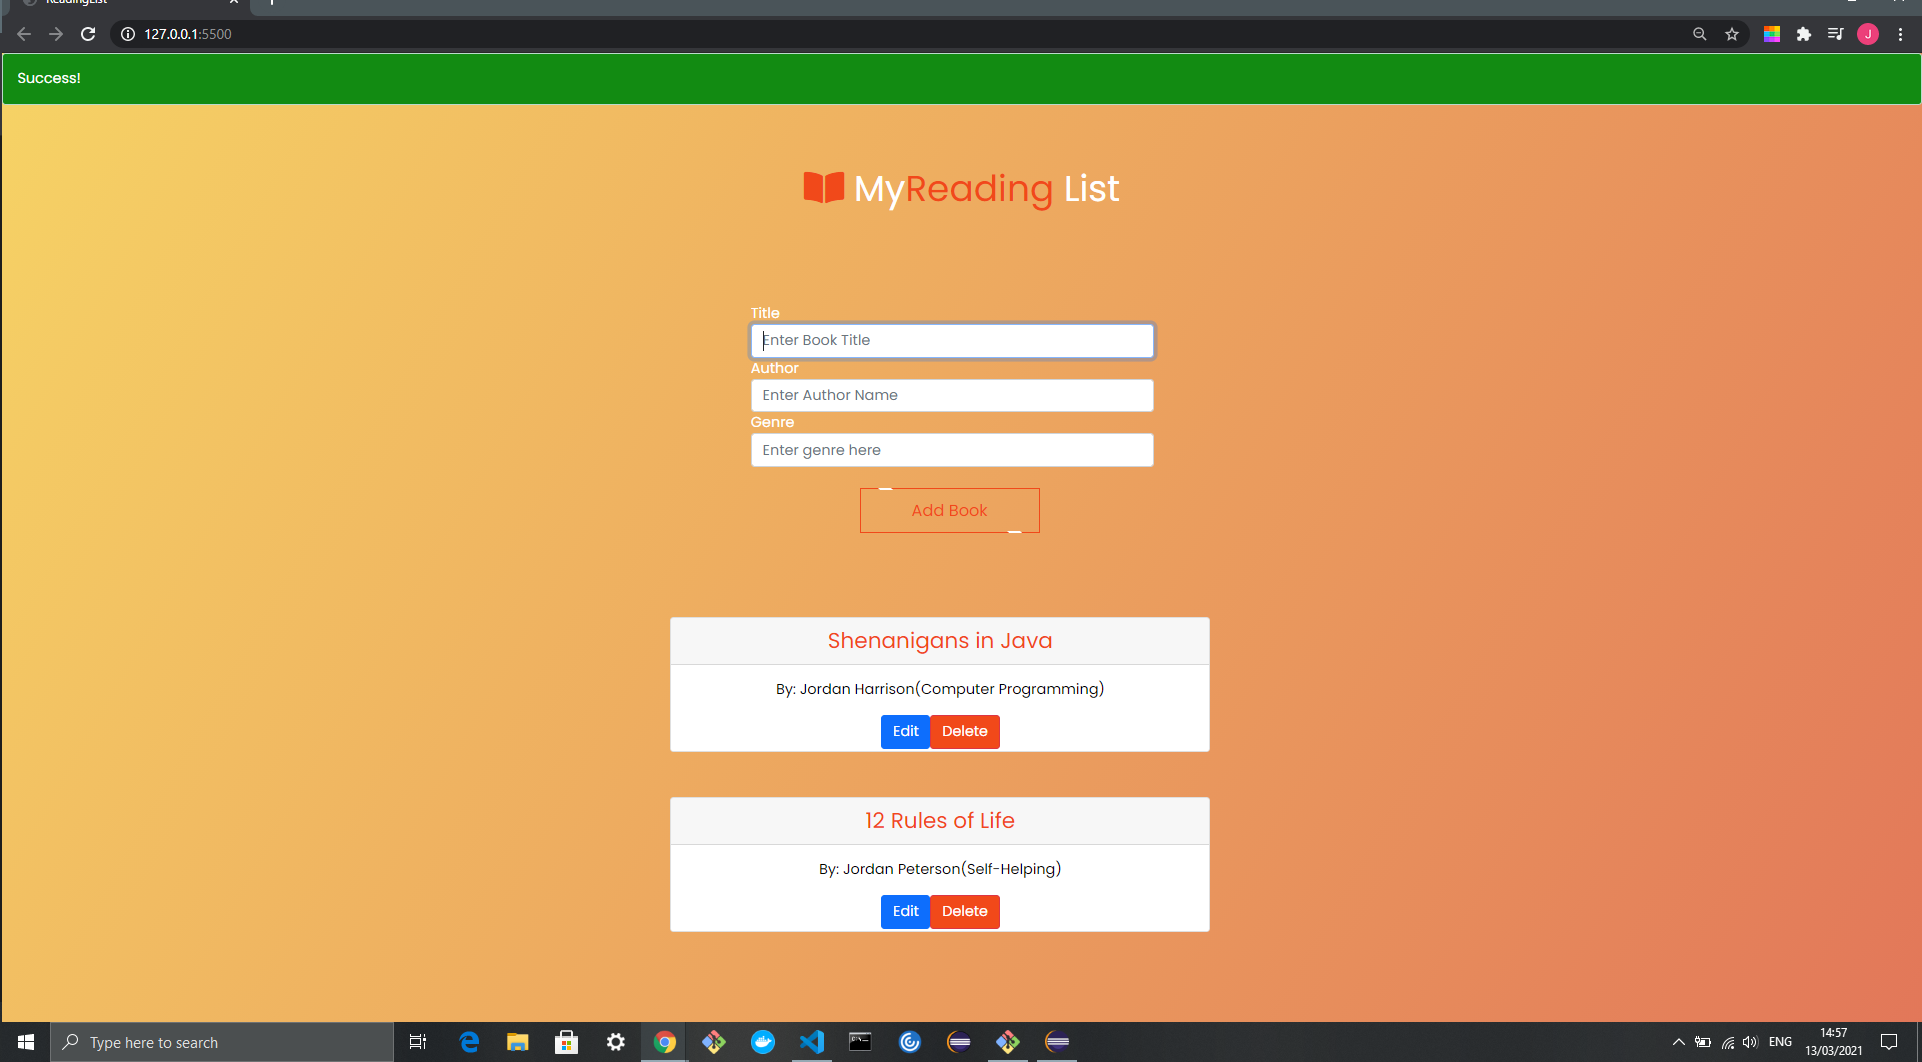 ReadingList
127.0.0.1:5500
J
Success!
MyReading List
Title
Enter Book Title
Author
Enter Author Name
Genre
Enter genre here
Add Book
Shenanigans in Java
By: Jordan Harrison(Computer Programming)
Edit Delete
12 Rules of Life
By: Jordan Peterson(Self-Helping)
Edit Delete
Type here to search
ENG
14:57
13/03/2021